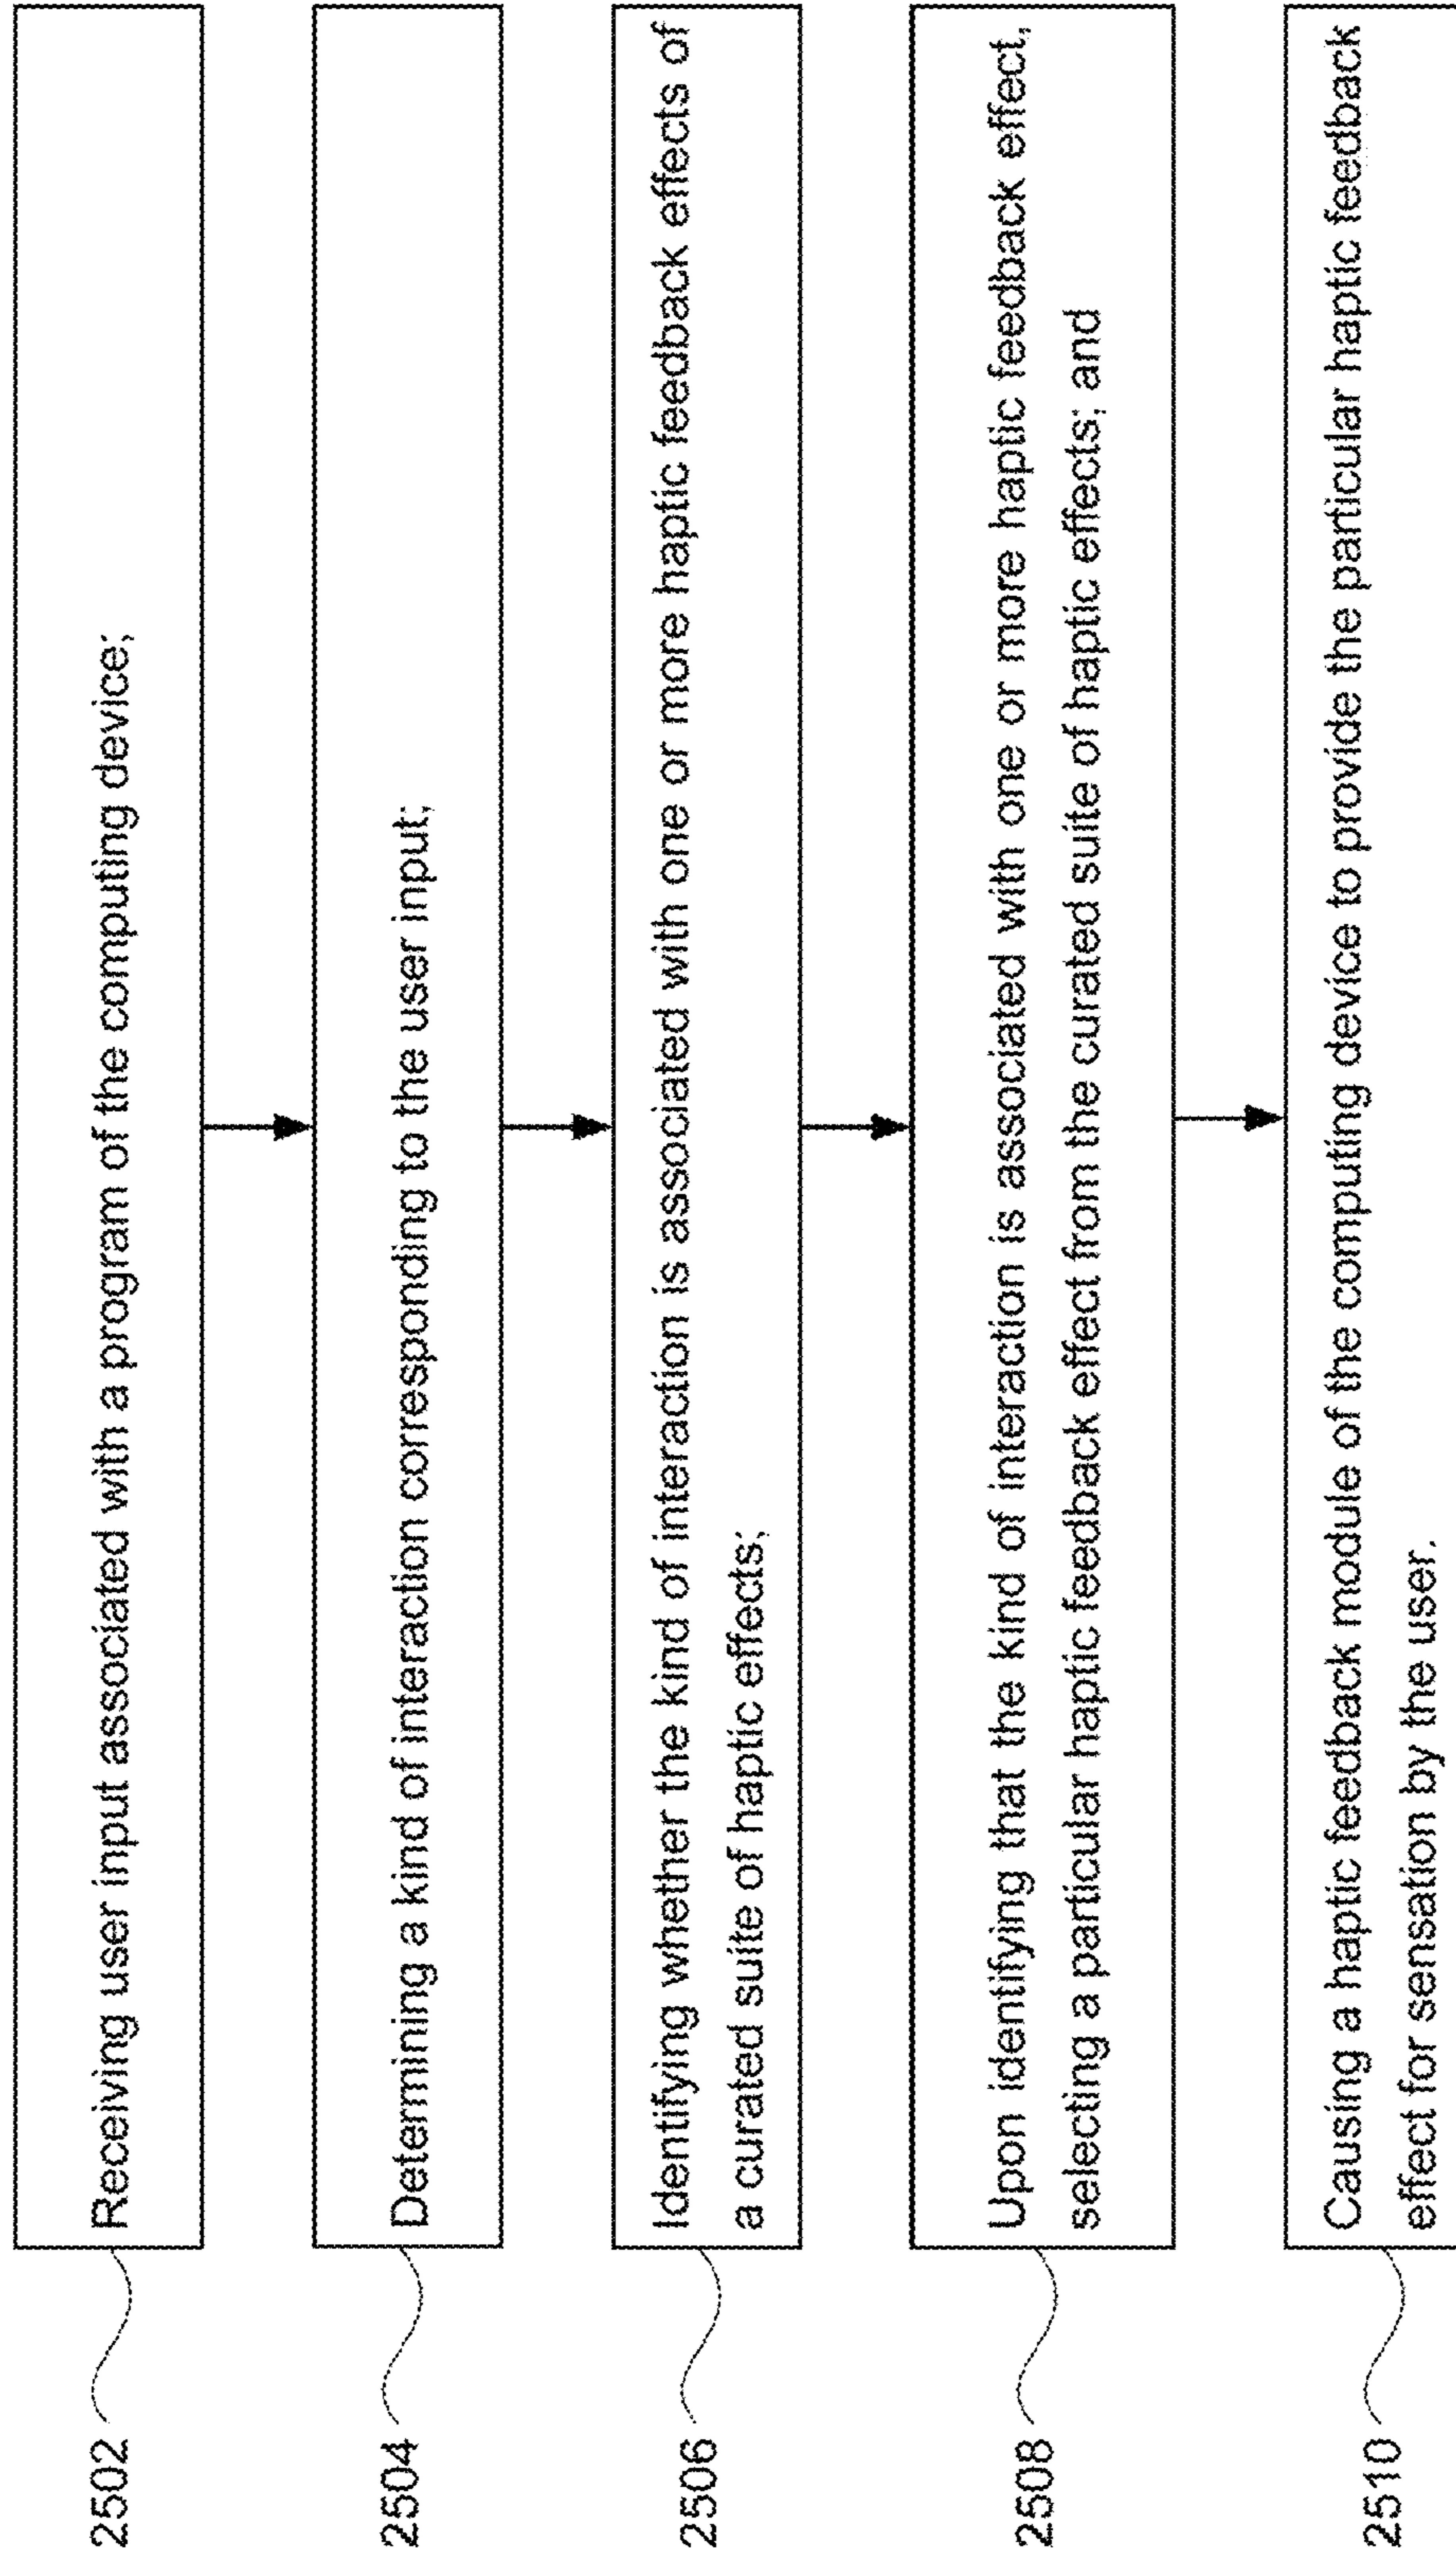 2502
Receiving user input associated with a program of the computing device;
2504
Determining a kind of interaction corresponding to the user input;
2506
Identifying whether the kind of interaction is associated with one or more haptic feedback effects of
a curated suite of haptic effects;
2508
Upon identifying that the kind of interaction is associated with one or more haptic feedback effect,
selecting a particular haptic feedback effect from the curated suite of haptic effects; and
2510
Causing a haptic feedback module of the computing device to provide the particular haptic feedback
effect for sensation by the user.